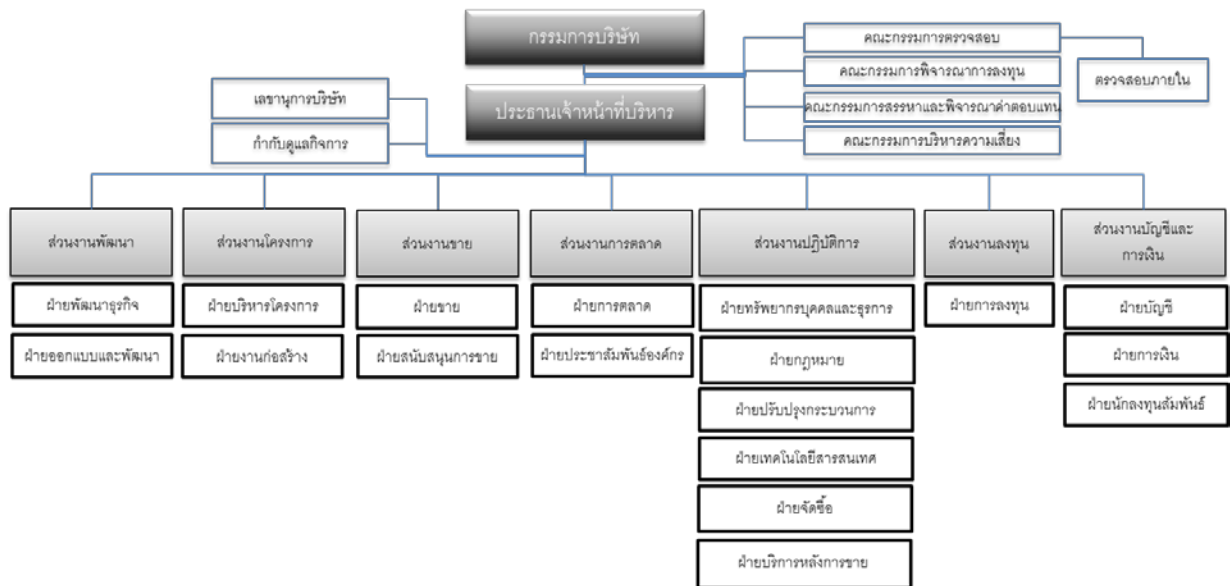 กรรมการบริษัท
คณะกรรมการตรวจสอบ
คณะกรรมการพิจารณาการลงทุน
ตรวจสอบภายใน
คณะกรรมการสรรหาและพิจารณาค่าตอบแทน
คณะกรรมการบริหารความเสี่ยง
เลขานุการบริษัท
ประธานเจ้าหน้าที่บริหาร
กำกับดูแลกิจการ
ส่วนงานพัฒนา
ฝ่ายพัฒนาธุรกิจ
ฝ่ายออกแบบและพัฒนา
ส่วนงานโครงการ
ฝ่ายบริหารโครงการ
ฝ่ายงานก่อสร้าง
ส่วนงานขาย
ฝ่ายขาย
ฝ่ายสนับสนุนการขาย
ส่วนงานการตลาด
ฝ่ายการตลาด
ฝ่ายประชาสัมพันธ์องค์กร
ส่วนงานปฏิบัติการ
ฝ่ายทรัพยากรบุคคลและธุรการ
ฝ่ายกฎหมาย
ฝ่ายปรับปรุงกระบวนการ
ฝ่ายเทคโนโลยีสารสนเทศ
ฝ่ายจัดซื้อ
ฝ่ายบริการหลังการขาย
ส่วนงานลงทุน
ฝ่ายการลงทุน
ส่วนงานบัญชีและ
การเงิน
ฝ่ายบัญชี
ฝ่ายการเงิน
ฝ่ายนักลงทุนสัมพันธ์